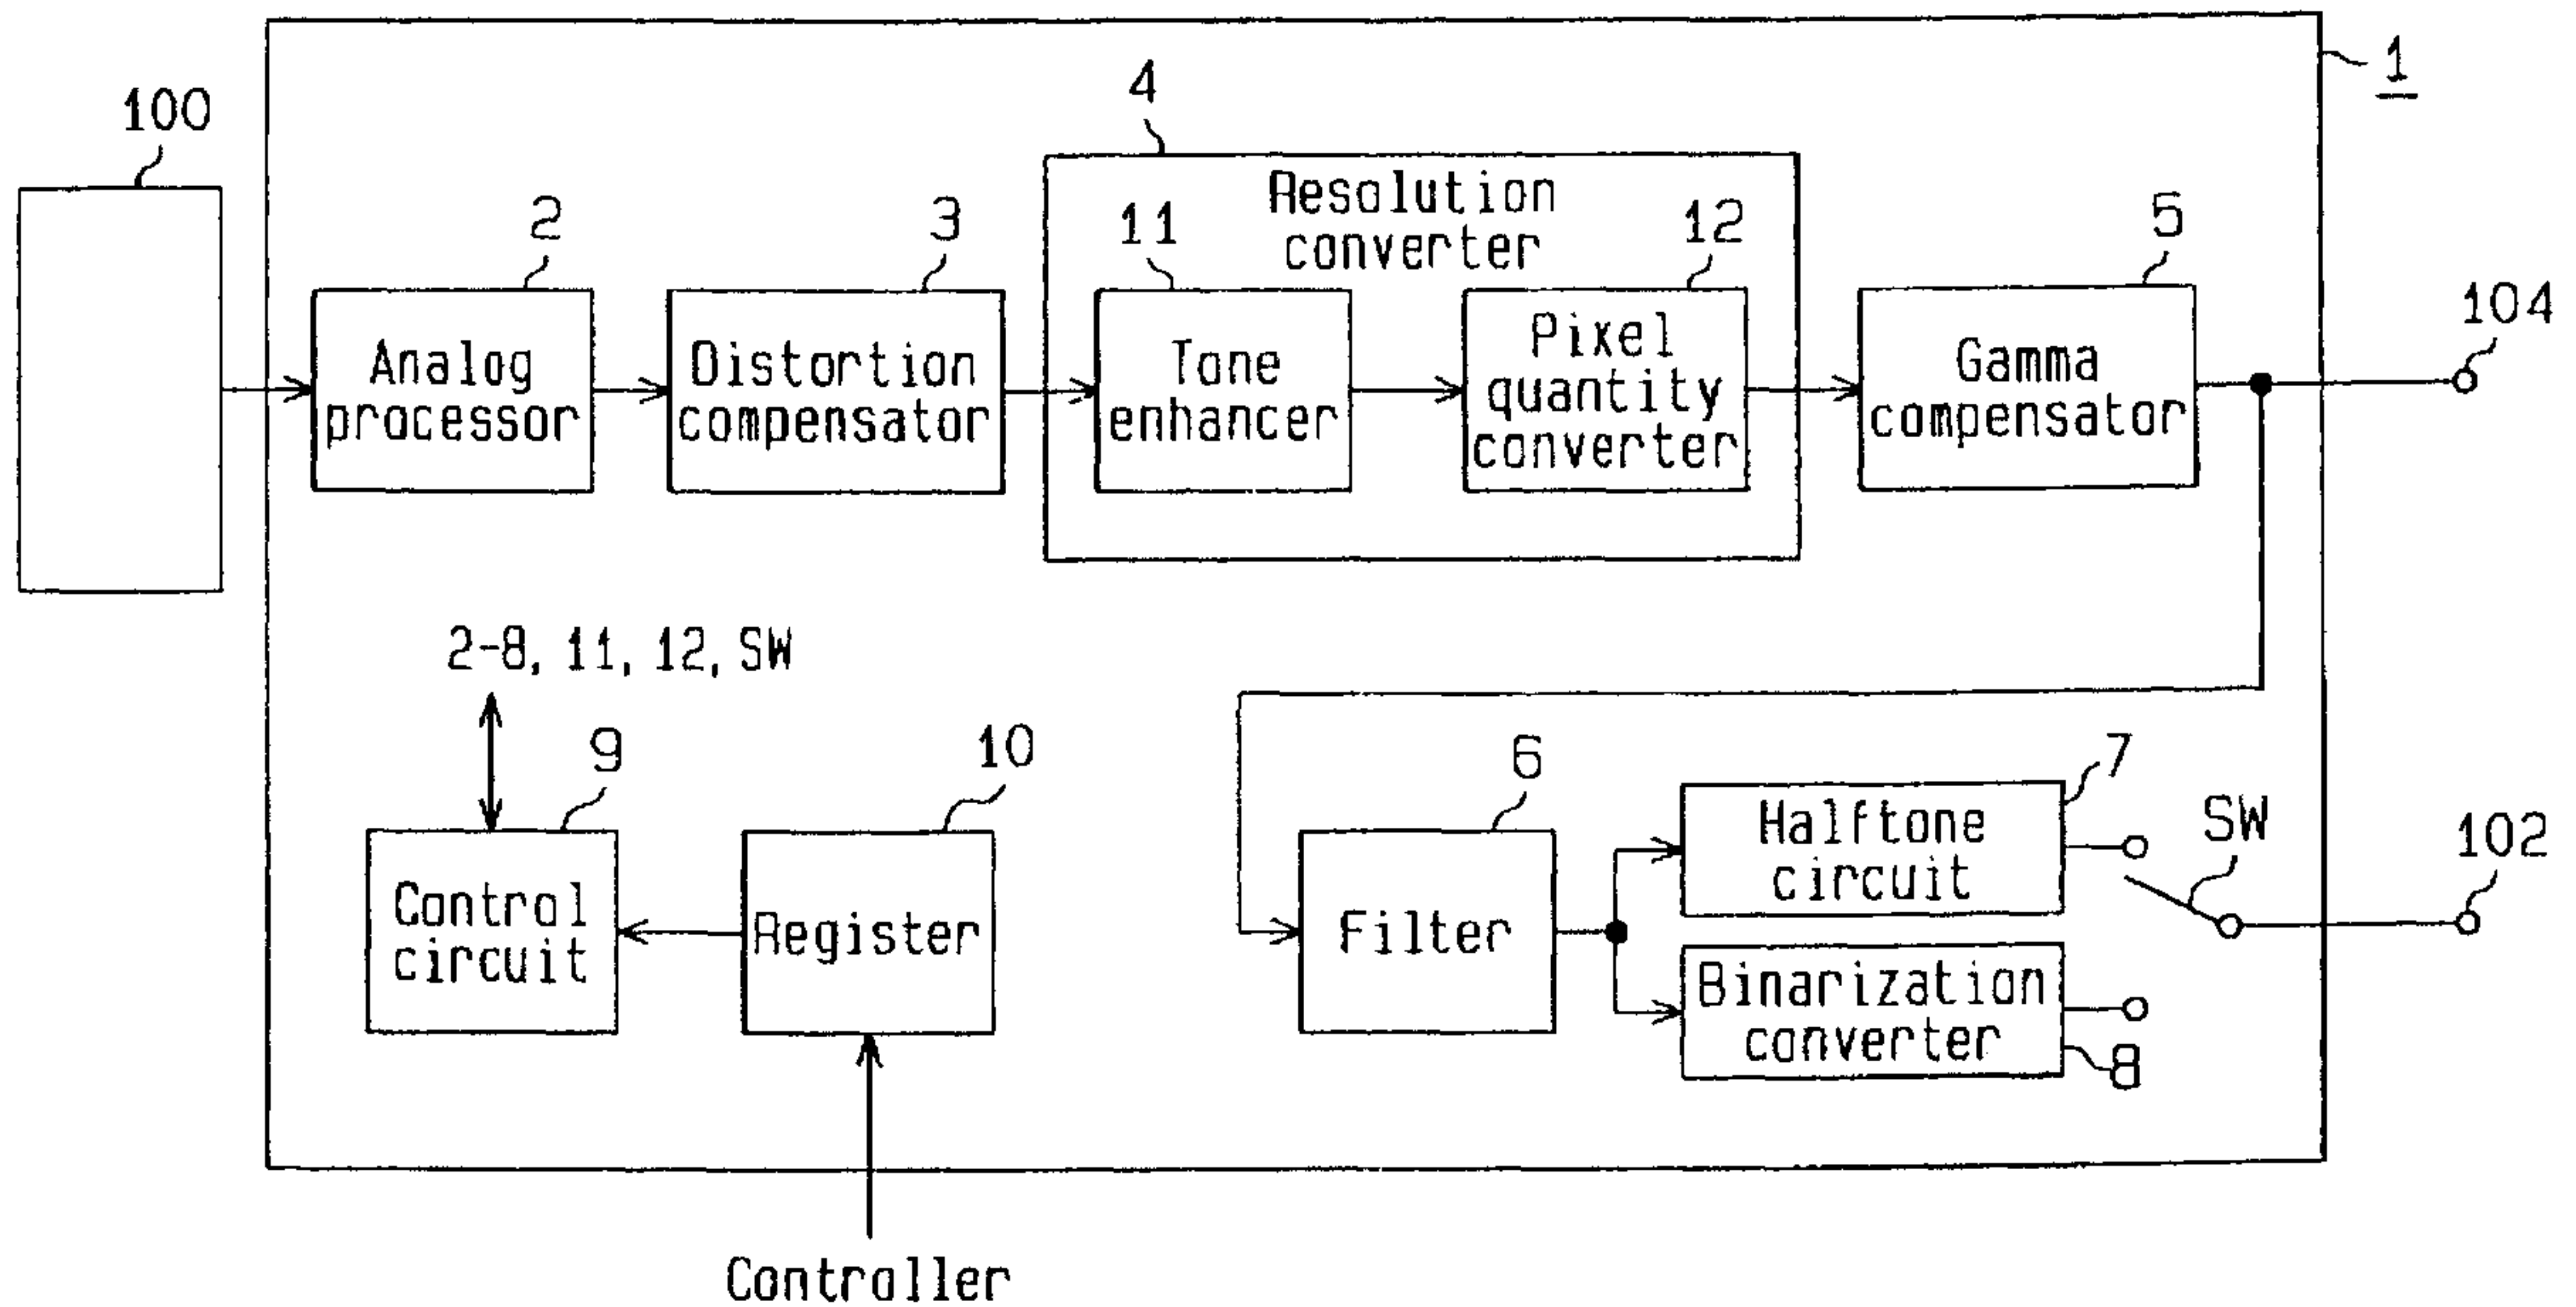 1
100
4
Resolution
converter
2
3
11
12
5
104
Analog
processor
Distortion
compensator
Tone
enhancer
Pixel
quantity
converter
Gamma
compensator
2-8, 11, 12, SW
9
10
6
7
Control
circuit
Register
Filter
Halftone
circuit
SW
102
Binarization
converter
8
Controller